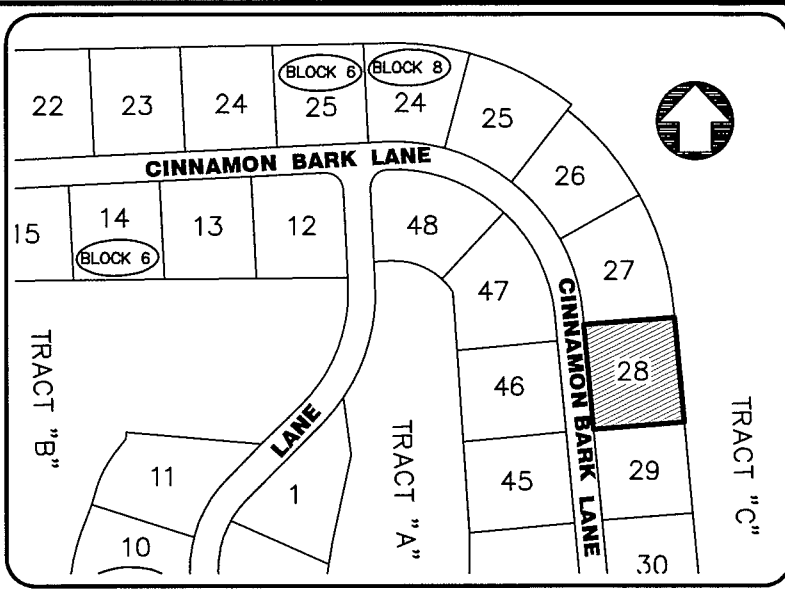 BLOCK 6
BLOCK 8
22
23
24
25
24
25
26
CINNAMON BARK LANE
15
14
BLOCK 6
13
12
48
47
27
CINNAMON BARK LANE
28
46
TRACT "B"
TRACT "A"
TRACT "C"
LANE
11
1
45
29
10
30